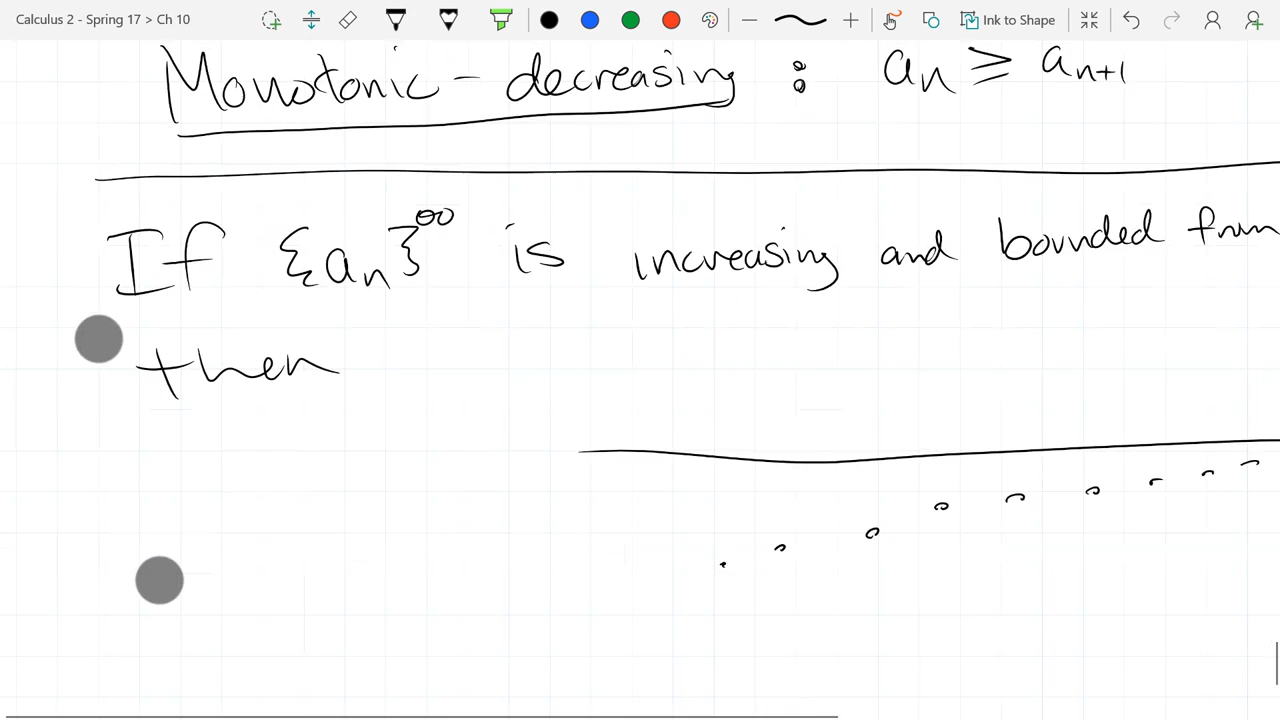 Calculus 2 - Spring 17 > Ch 10
Ink to Shape
Monotonic - decreasing : aₙ ≥ aₙ₊₁
If {aₙ}^∞ is increasing and bounded from
then